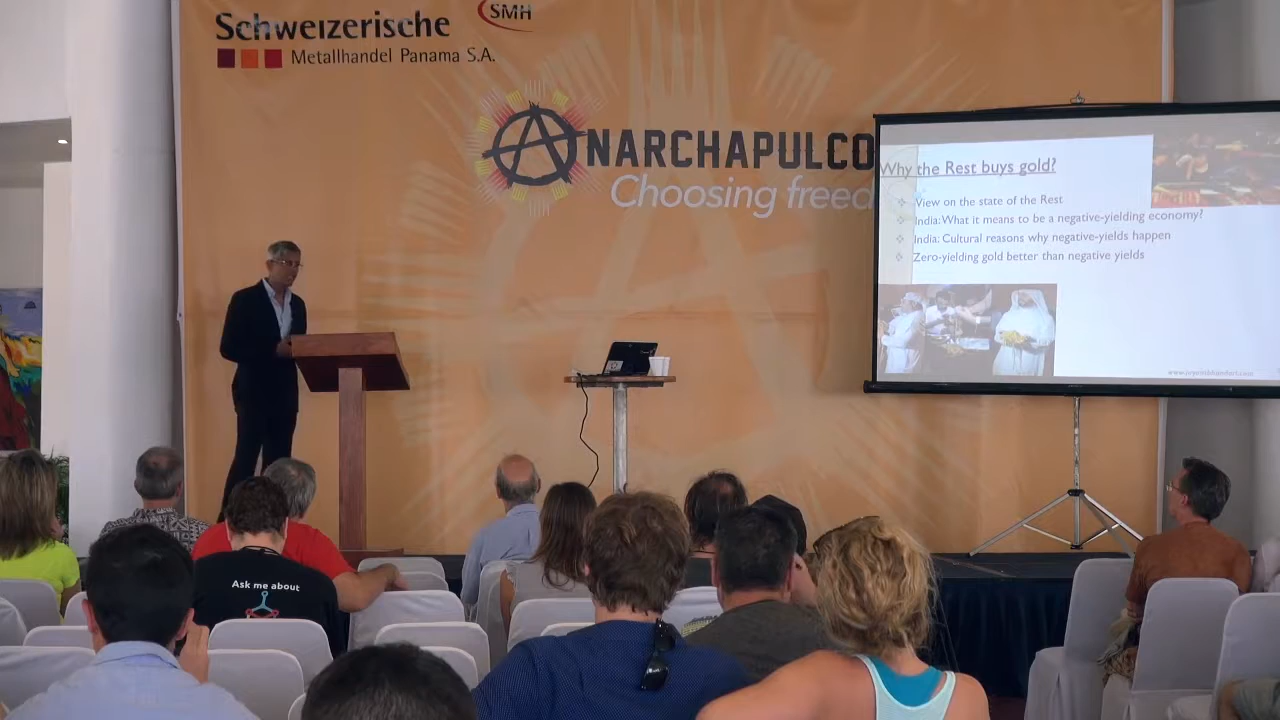 Schweizerische
SMH
Metallhandel Panama S.A.
NARCHAPULCO
Choosing freed
Why the Rest buys gold?
View on the state of the Rest
India: What it means to be a negative-yielding economy?
India: Cultural reasons why negative-yields happen
Zero-yielding gold better than negative yields
Ask me about